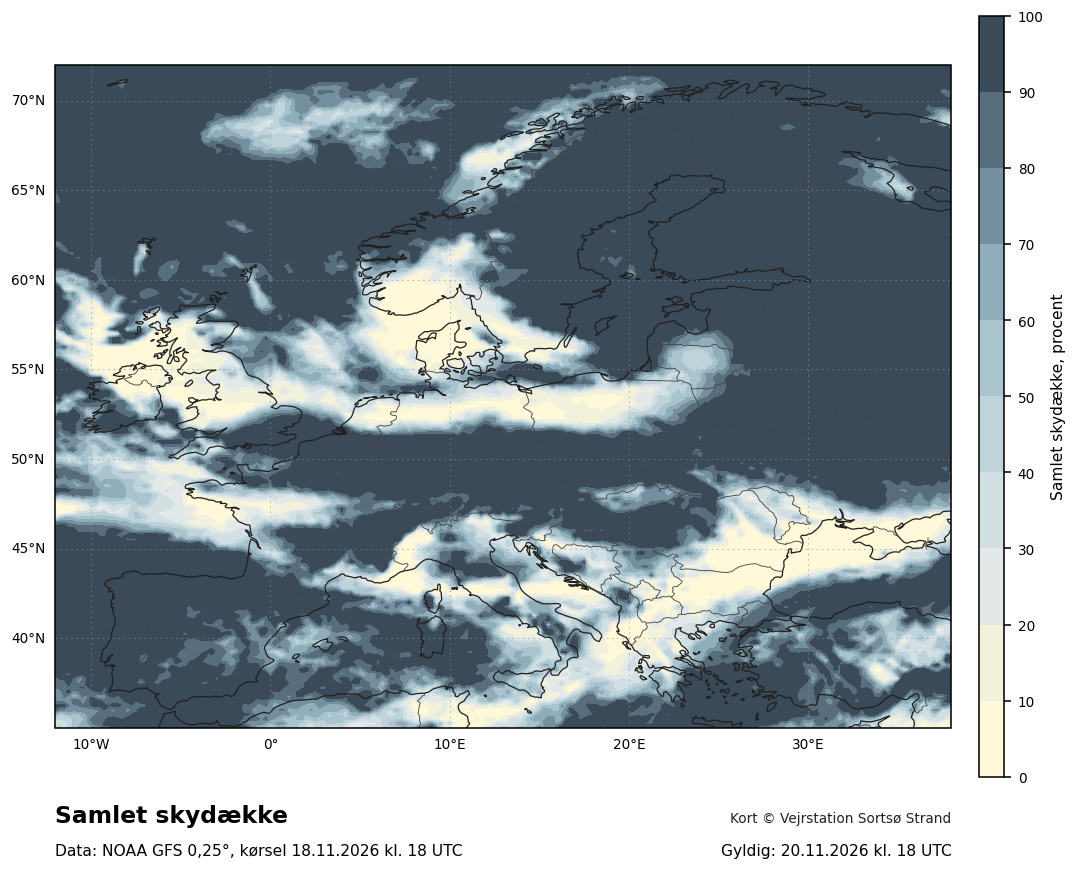 70°N
65°N
60°N
55°N
50°N
45°N
40°N
10°W 0° 10°E 20°E 30°E
100
90
80
70
60
50
40
30
20
10
0
Samlet skydække, procent
Samlet skydække
Kort © Vejrstation Sortsø Strand
Data: NOAA GFS 0,25°, kørsel 18.11.2026 kl. 18 UTC
Gyldig: 20.11.2026 kl. 18 UTC